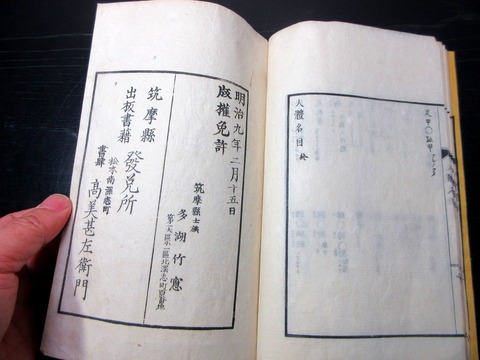 人體名目 終
明治九年二月十五日
版權免許
筑摩縣士族
多湖竹窓
筑摩縣
出板書籍
發兌所
松本南深志町
書肆
高美甚左衛門